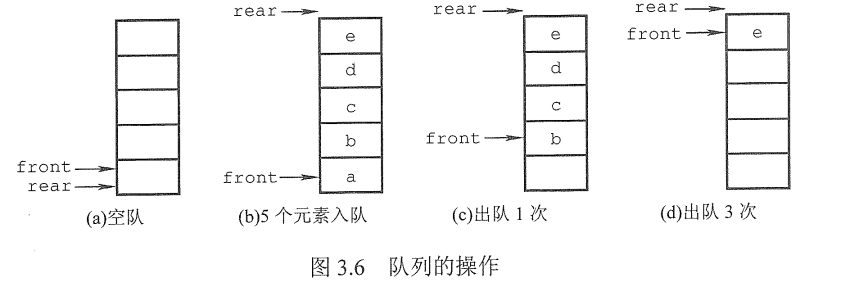 rear
e
d
c
b
front
a
(b)5 个元素入队
front
rear
(a)空队
rear
e
d
c
front
b
(c)出队 1 次
rear
front
e
(d)出队 3 次
图 3.6 队列的操作